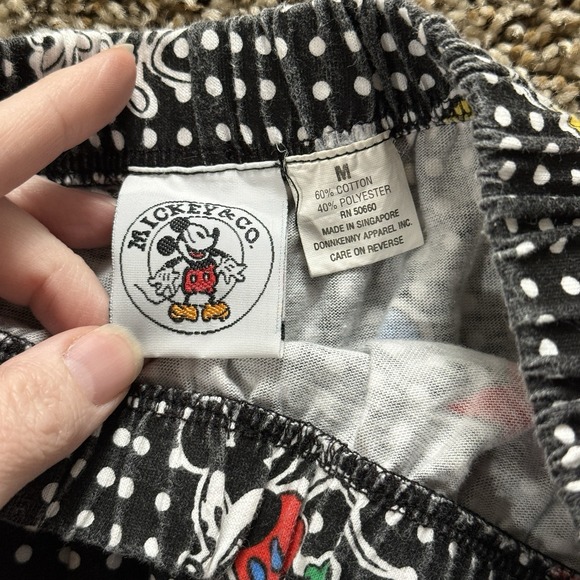 MICKEY & CO.
M
60% COTTON
40% POLYESTER
RN 50660
MADE IN SINGAPORE
DONNKENNY APPAREL INC.
CARE ON REVERSE